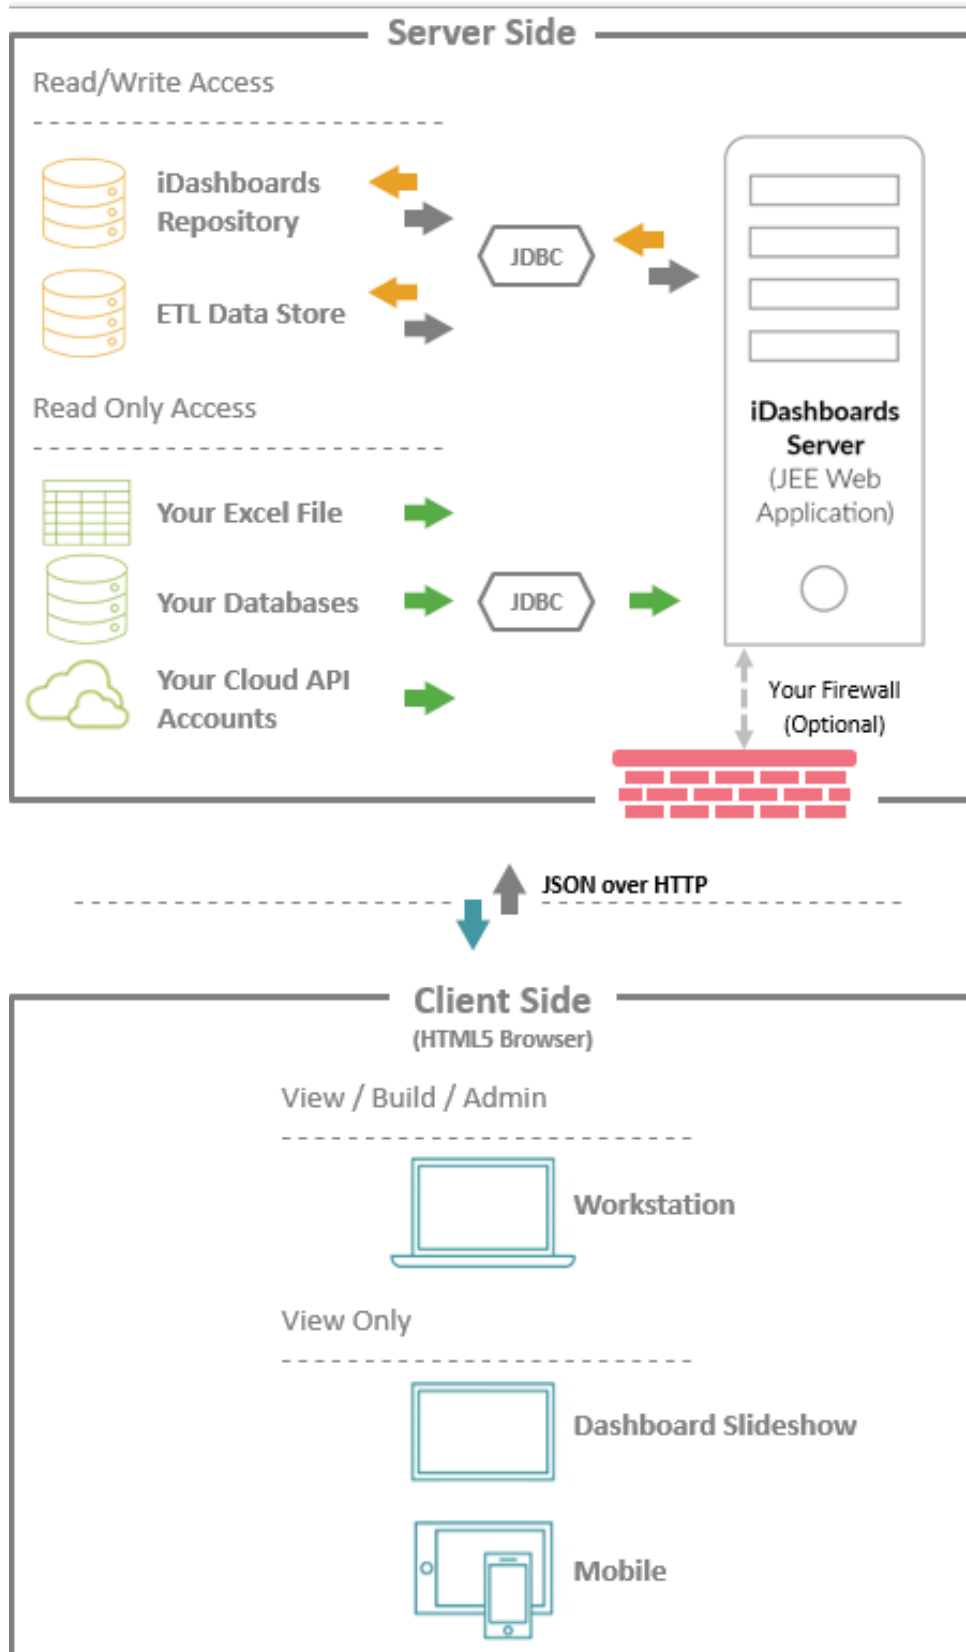 Server Side
Read/Write Access
iDashboards
Repository
JDBC
ETL Data Store
Read Only Access
iDashboards
Server
(JEE Web
Application)
Your Excel File
Your Databases
JDBC
Your Cloud API
Accounts
Your Firewall
(Optional)
JSON over HTTP
Client Side
(HTML5 Browser)
View / Build / Admin
Workstation
View Only
Dashboard Slideshow
Mobile